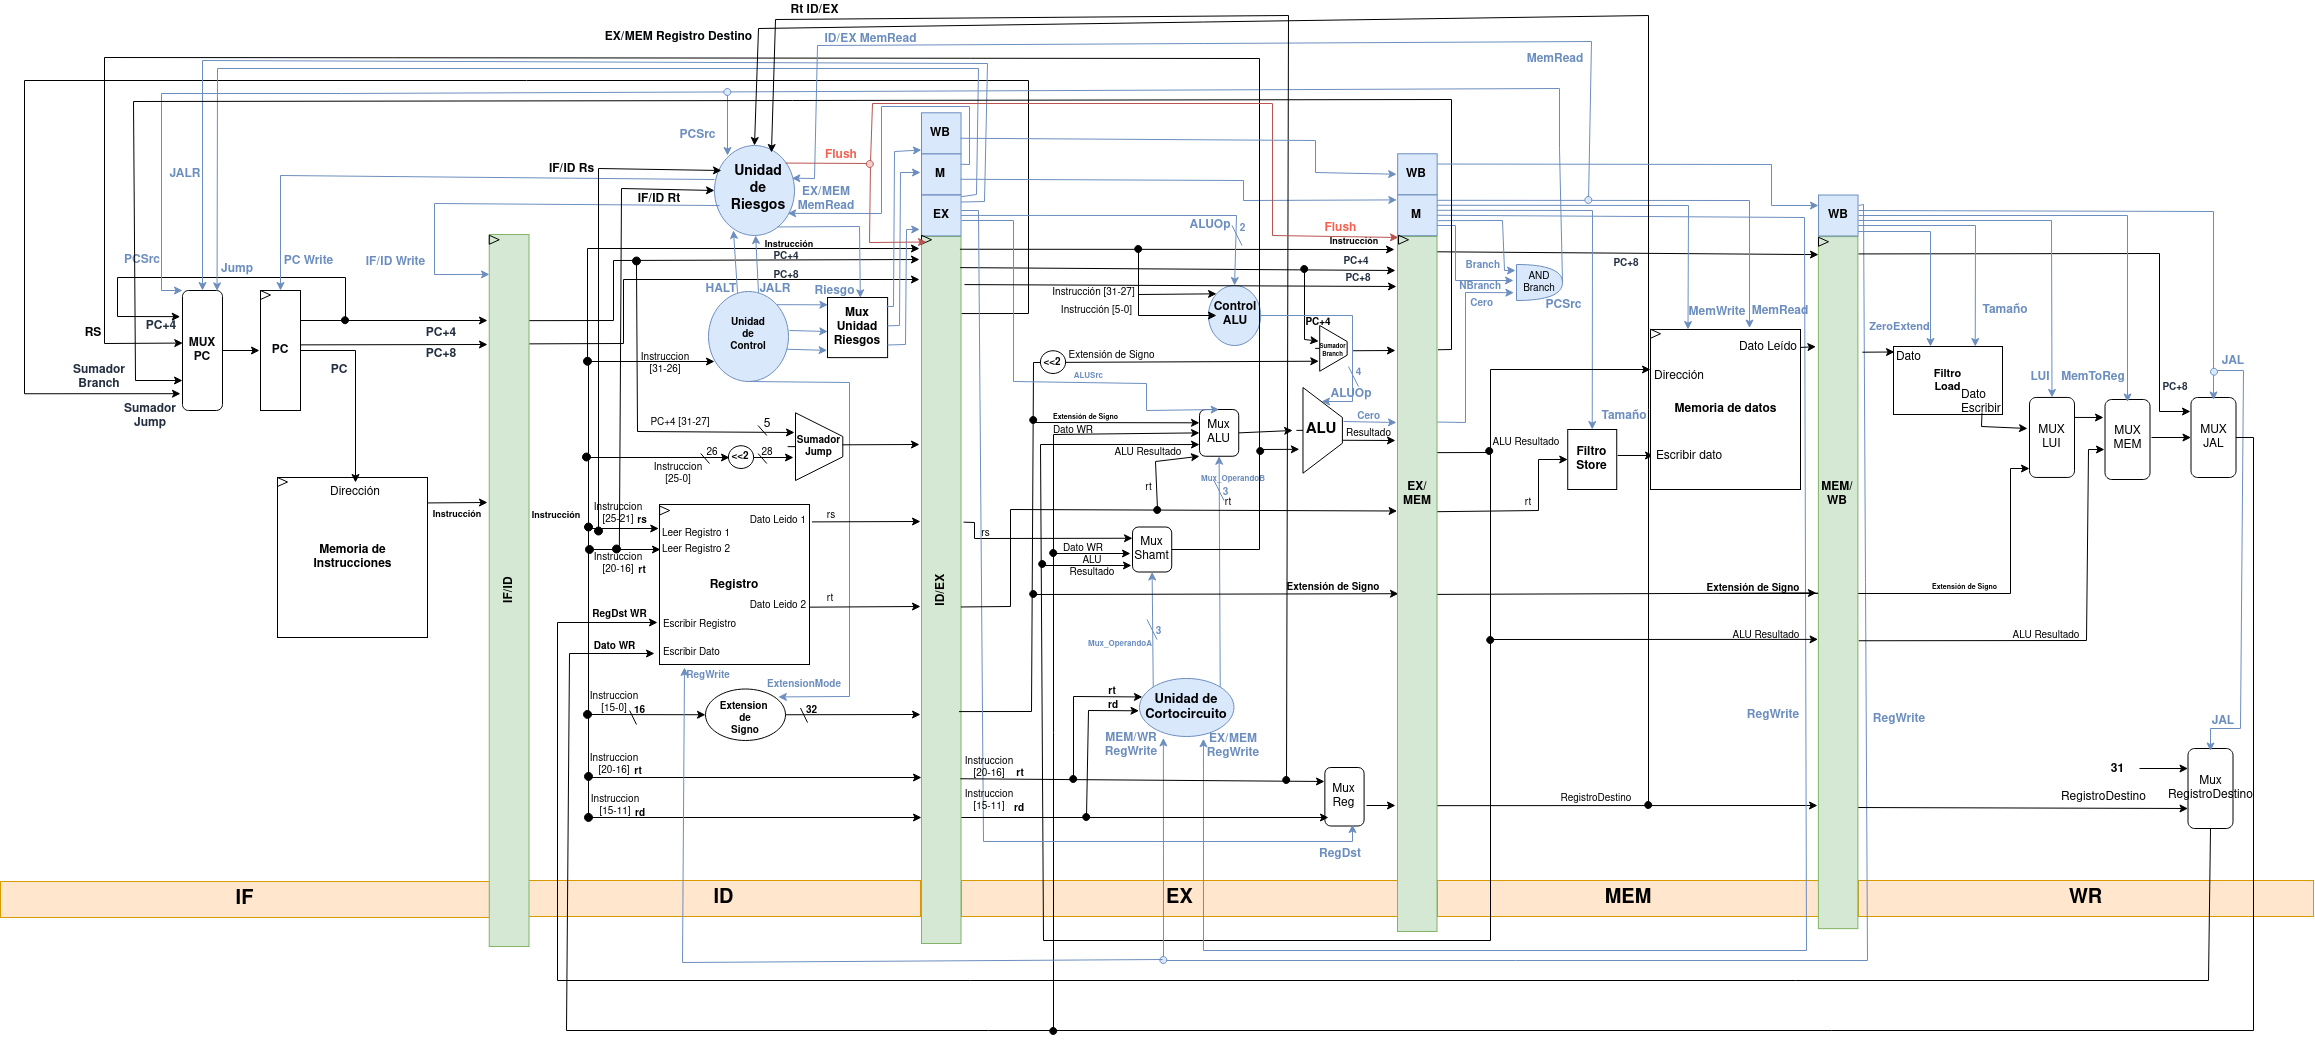 Rt ID/EX
EX/MEM Registro Destino
ID/EX MemRead
MemRead
PCSrc
Flush
IF/ID Rs
IF/ID Rt
Unidad
de
Riesgos
EX/MEM
MemRead
JALR
PCSrc
Jump
PC Write
IF/ID Write
WB
M
EX
WB
M
WB
Flush
ALUOp
2
Instrucción
PC+4
PC+8
HALT
JALR
Riesgo
Unidad
de
Control
Mux
Unidad
Riesgos
Instrucción
PC+4
PC+8
Instrucción [31-27]
Instrucción [5-0]
Control
ALU
PC+4
Sumador
Branch
Branch
NBranch
Cero
AND
Branch
PCSrc
PC+8
RS
PC+4
MUX
PC
PC
PC+4
PC+8
PC
Sumador
Branch
Sumador
Jump
Instruccion
[31-26]
<<2
Extensión de Signo
ALUSrc
4
ALUOp
MemWrite
MemRead
Dato Leído
Dirección
Memoria de datos
Escribir dato
ZeroExtend
Tamaño
Dato
Filtro
Load
Dato
Escribir
LUI
MemToReg
PC+8
JAL
MUX
LUI
MUX
MEM
MUX
JAL
PC+4 [31-27]
5
26
<<2
28
Instruccion
[25-0]
Sumador
Jump
Extensión de Signo
Dato WR
ALU Resultado
Mux
ALU
ALU
Cero
Resultado
Tamaño
ALU Resultado
Filtro
Store
rt
Mux_OperandoB
3
rt
rt
Dirección
Memoria de
Instrucciones
Instrucción
IF/ID
Instrucción
Instruccion
[25-21] rs
Instruccion
[20-16] rt
Leer Registro 1
Leer Registro 2
Dato Leido 1
Registro
Dato Leido 2
Escribir Registro
Escribir Dato
rs
rt
RegDst WR
Dato WR
RegWrite
ExtensionMode
ID/EX
rs
Dato WR
ALU
Resultado
Mux
Shamt
Extensión de Signo
EX/
MEM
Extensión de Signo
ALU Resultado
MEM/
WB
Extensión de Signo
ALU Resultado
3
Mux_OperandoA
Instruccion
[15-0]
16
Extension
de
Signo
32
rt
rd
Unidad de
Cortocircuito
MEM/WR
RegWrite
EX/MEM
RegWrite
RegWrite
RegWrite
JAL
Instruccion
[20-16] rt
Instruccion
[15-11] rd
Instruccion
[20-16] rt
Instruccion
[15-11] rd
Mux
Reg
RegDst
RegistroDestino
31
RegistroDestino
Mux
RegistroDestino
IF
ID
EX
MEM
WR